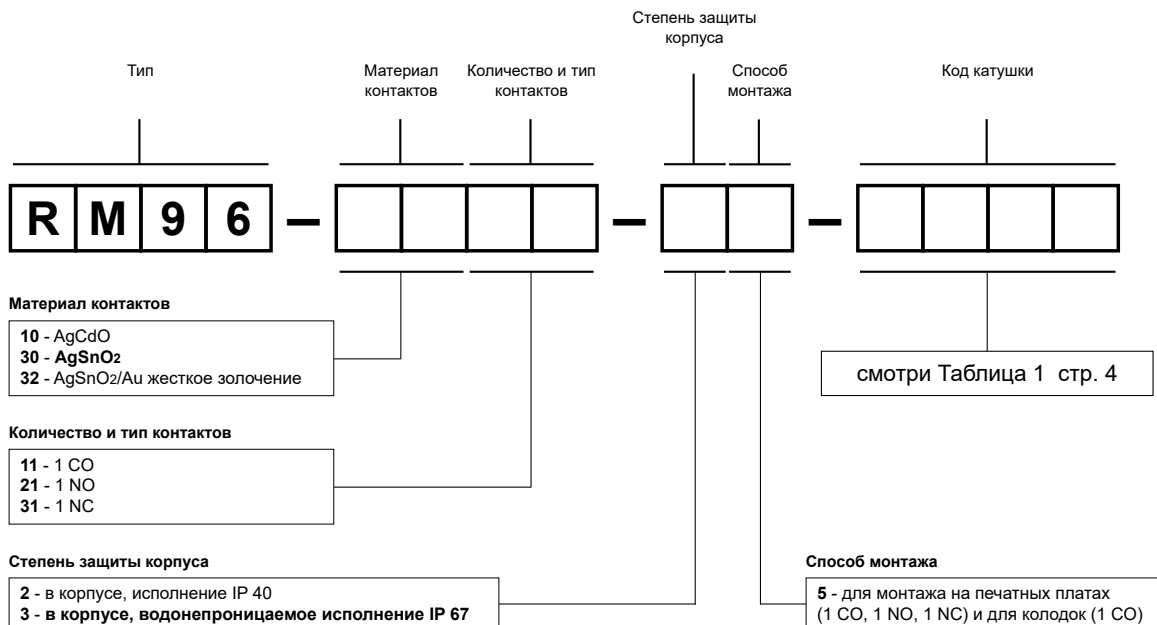 Степень защиты
корпуса
Тип
Материал
контактов
Количество и тип
контактов
Способ
монтажа
Код катушки
RM96 – – –
Материал контактов
10 - AgCdO
30 - AgSnO2
32 - AgSnO2/Au жесткое золочение
смотри Таблица 1 стр. 4
Количество и тип контактов
11 - 1 CO
21 - 1 NO
31 - 1 NC
Степень защиты корпуса
2 - в корпусе, исполнение IP 40
3 - в корпусе, водонепроницаемое исполнение IP 67
Способ монтажа
5 - для монтажа на печатных платах
(1 CO, 1 NO, 1 NC) и для колодок (1 CO)